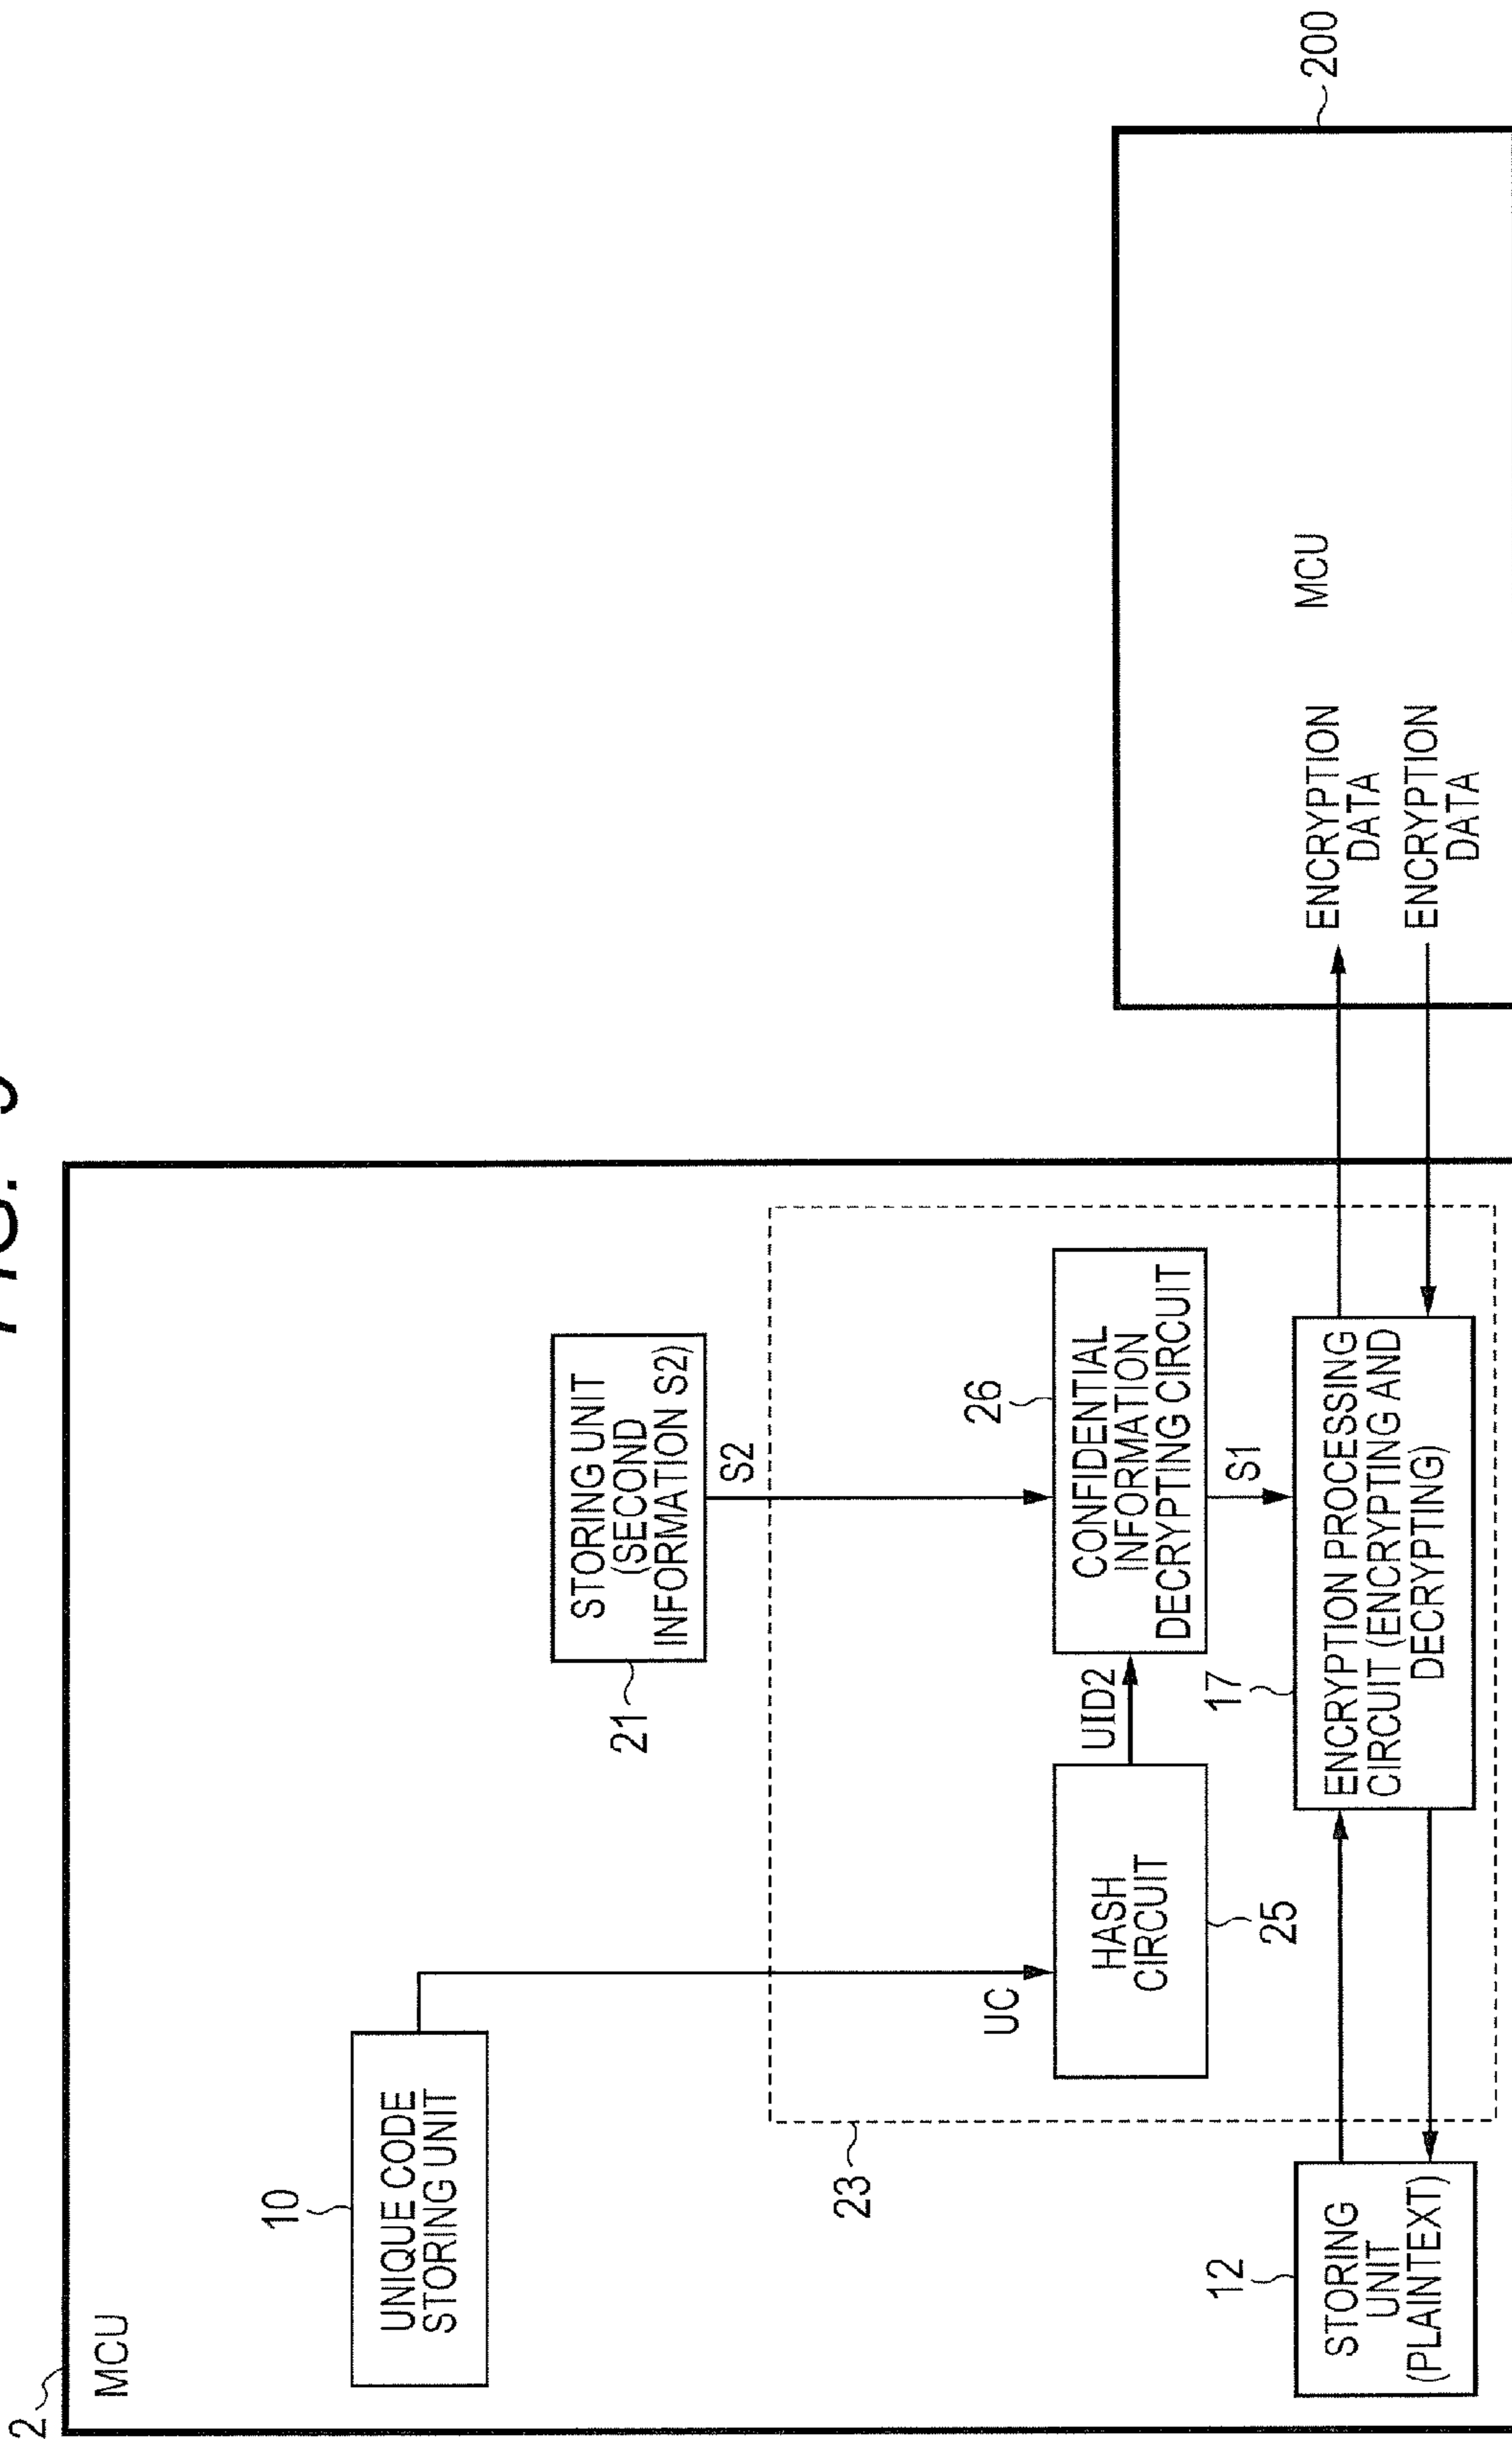 2
MCU
10
UNIQUE CODE
STORING UNIT
21
STORING UNIT
(SECOND
INFORMATION S2)
S2
23
UC
HASH
CIRCUIT
25
UID2
26
CONFIDENTIAL
INFORMATION
DECRYPTING CIRCUIT
S1
12
STORING
UNIT
(PLAINTEXT)
17
ENCRYPTION PROCESSING
CIRCUIT (ENCRYPTING AND
DECRYPTING)
200
MCU
ENCRYPTION
DATA
ENCRYPTION
DATA